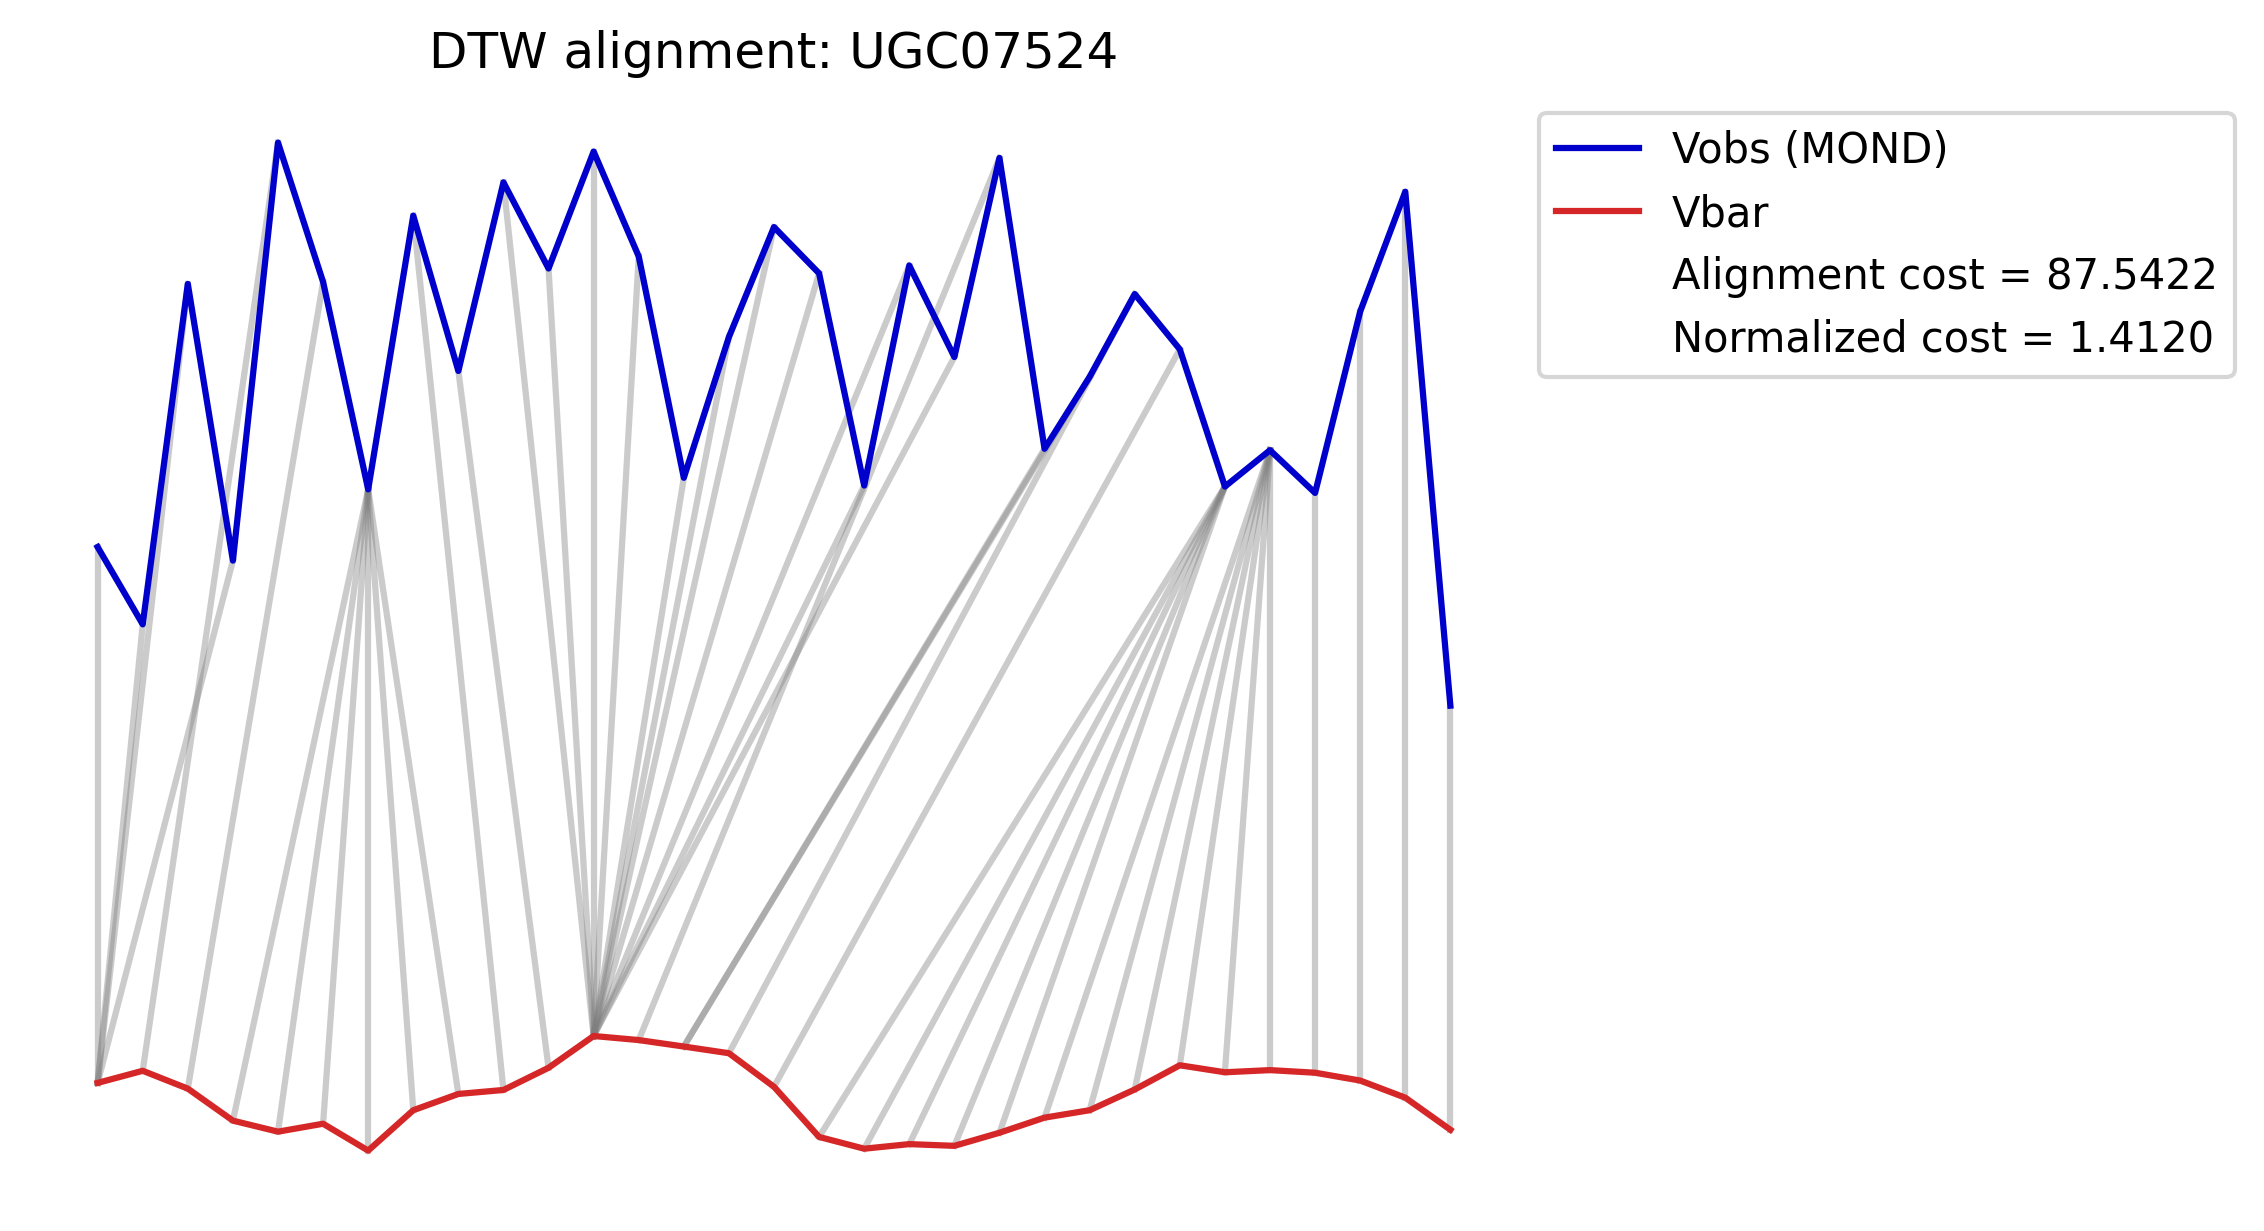 DTW alignment: UGC07524
Vobs (MOND)
Vbar
Alignment cost = 87.5422
Normalized cost = 1.4120